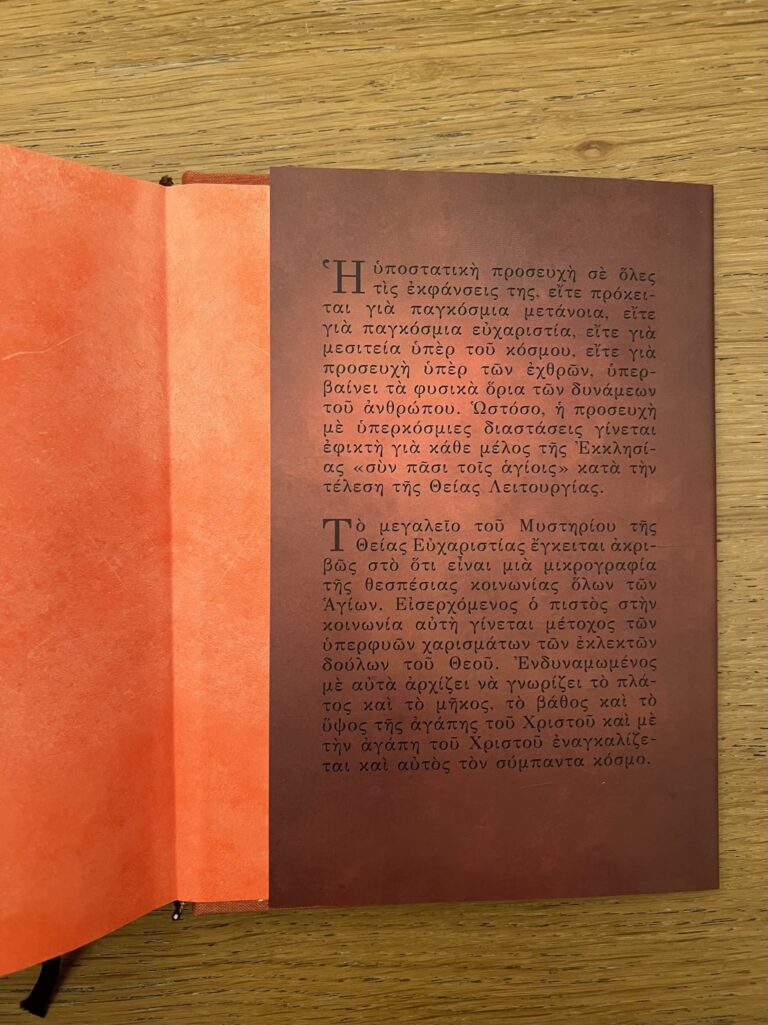 Ἡ ὑποστατικὴ προσευχὴ σὲ ὅλες
τὶς ἐκφάνσεις της, εἴτε πρόκει-
ται γιὰ παγκόσμια μετάνοια, εἴτε
γιὰ παγκόσμια εὐχαριστία, εἴτε γιὰ
μεσιτεία ὑπὲρ τοῦ κόσμου, εἴτε γιὰ
προσευχὴ ὑπὲρ τῶν ἐχθρῶν, ὑπερ-
βαίνει τὰ φυσικὰ ὅρια τῶν δυνάμεων
τοῦ ἀνθρώπου. Ὡστόσο, ἡ προσευχὴ
μὲ ὑπερκόσμιες διαστάσεις γίνεται
ἐφικτὴ γιὰ κάθε μέλος τῆς Ἐκκλησί-
ας «σὺν πᾶσι τοῖς ἁγίοις» κατὰ τὴν
τέλεση τῆς Θείας Λειτουργίας.
Τὸ μεγαλεῖο τοῦ Μυστηρίου τῆς
Θείας Εὐχαριστίας ἔγκειται ἀκρι-
βῶς στὸ ὅτι εἶναι μιὰ μικρογραφία
τῆς θεσπέσιας κοινωνίας ὅλων τῶν
Ἁγίων. Εἰσερχόμενος ὁ πιστὸς στὴν
κοινωνία αὐτὴ γίνεται μέτοχος τῶν
ὑπερφυῶν χαρισμάτων τῶν ἐκλεκτῶν
δούλων τοῦ Θεοῦ. Ἐνδυναμωμένος
μὲ αὐτὰ ἀρχίζει νὰ γνωρίζει τὸ πλά-
τος καὶ τὸ μῆκος, τὸ βάθος καὶ τὸ
ὕψος τῆς ἀγάπης τοῦ Χριστοῦ καὶ μὲ
τὴν ἀγάπη τοῦ Χριστοῦ ἐναγκαλίζε-
ται καὶ αὐτὸς τὸν σύμπαντα κόσμο.